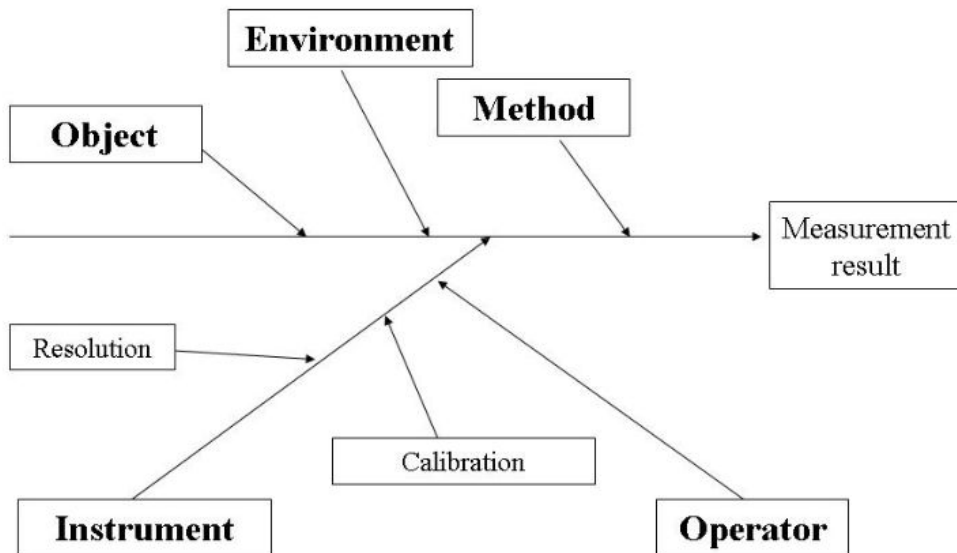 Environment
Method
Object
Measurement
result
Resolution
Calibration
Instrument
Operator